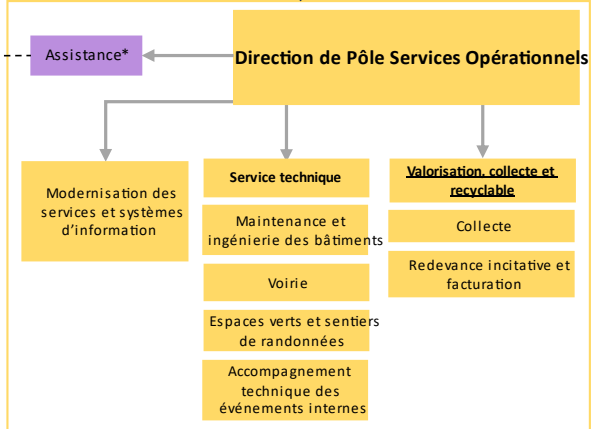 Assistance*
Direction de Pôle Services Opérationnels
Modernisation des
services et systèmes
d'information
Service technique
Maintenance et
ingénierie des bâtiments
Voirie
Espaces verts et sentiers
de randonnées
Accompagnement
technique des
événements internes
Valorisation, collecte et
recyclable
Collecte
Redevance incitative et
facturation